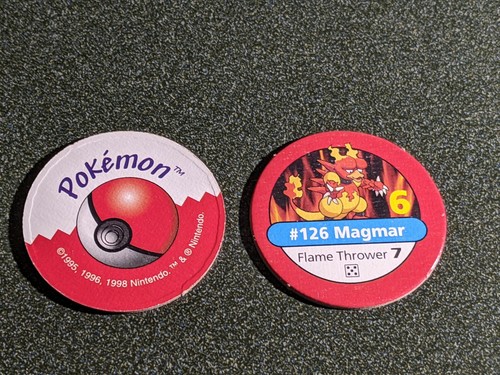 Pokémon™
©1995, 1996, 1998 Nintendo.™ & ® Nintendo.
6
#126 Magmar
Flame Thrower 7